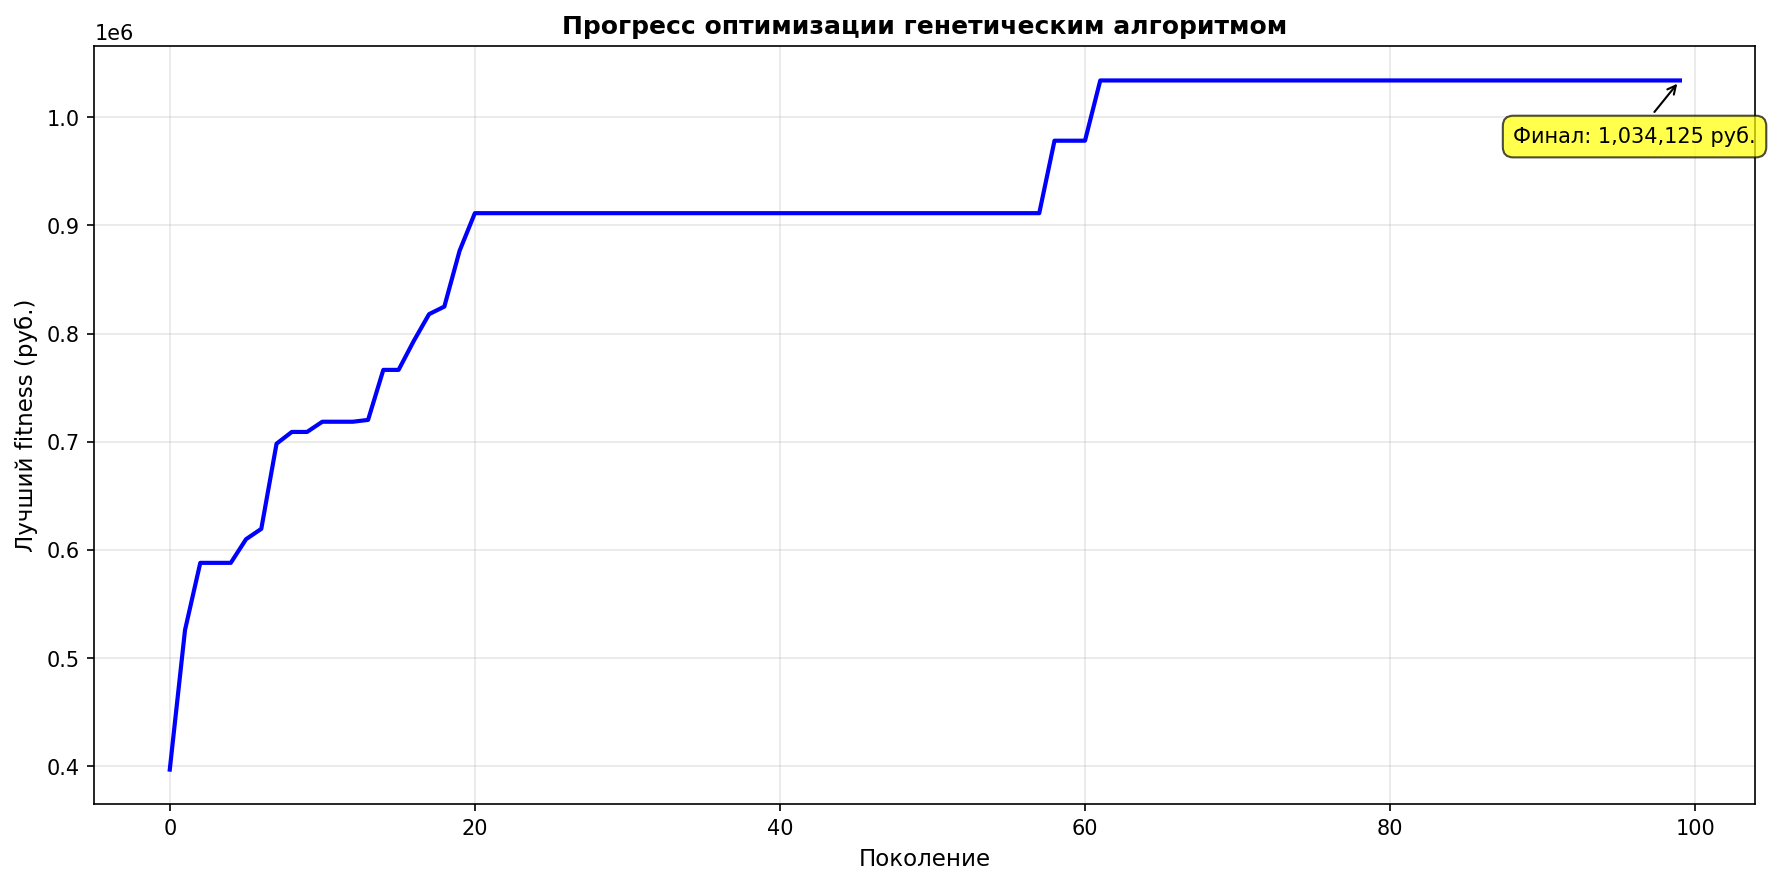 Прогресс оптимизации генетическим алгоритмом
1e6
1.0
0.9
0.8
0.7
0.6
0.5
0.4
Лучший fitness (руб.)
Финал: 1,034,125 руб.
0 20 40 60 80 100
Поколение